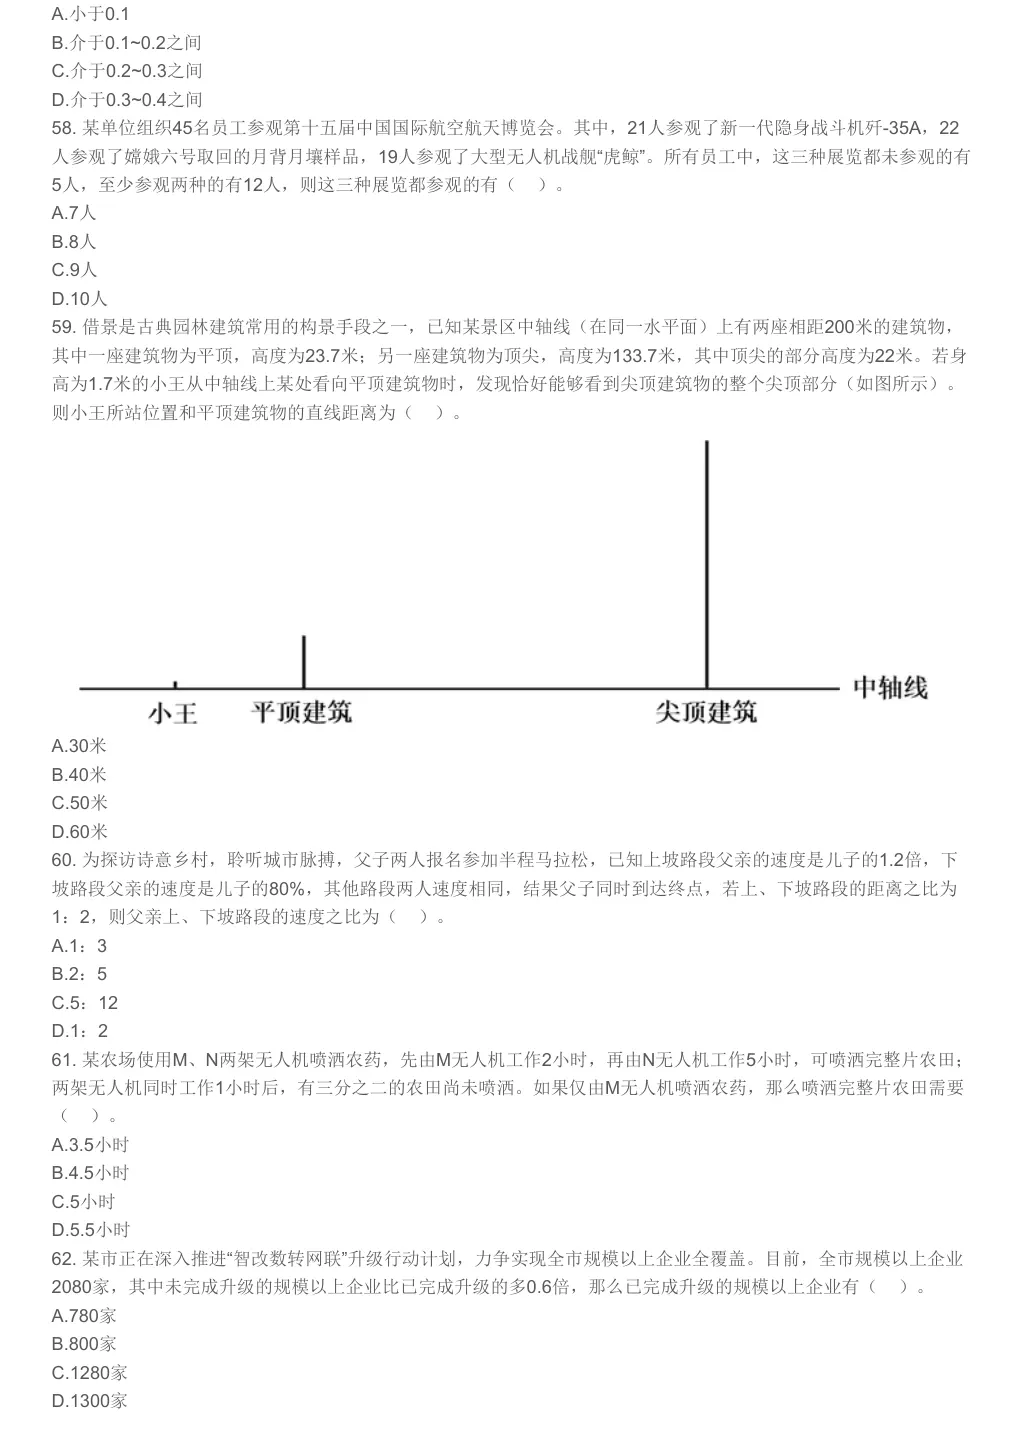 A.小于0.1
B.介于0.1~0.2之间
C.介于0.2~0.3之间
D.介于0.3~0.4之间
58. 某单位组织45名员工参观第十五届中国国际航空航天博览会。其中，21人参观了新一代隐身战斗机歼-35A，22
人参观了嫦娥六号取回的月背月壤样品，19人参观了大型无人机战舰“虎鲸”。所有员工中，这三种展览都未参观的有
5人，至少参观两种的有12人，则这三种展览都参观的有（　）。
A.7人
B.8人
C.9人
D.10人
59. 借景是古典园林建筑常用的构景手段之一，已知某景区中轴线（在同一水平面）上有两座相距200米的建筑物，
其中一座建筑物为平顶，高度为23.7米；另一座建筑物为顶尖，高度为133.7米，其中顶尖的部分高度为22米。若身
高为1.7米的小王从中轴线上某处看向平顶建筑物时，发现恰好能够看到尖顶建筑物的整个尖顶部分（如图所示）。
则小王所站位置和平顶建筑物的直线距离为（　）。
中轴线
小王 平顶建筑 尖顶建筑
A.30米
B.40米
C.50米
D.60米
60. 为探访诗意乡村，聆听城市脉搏，父子两人报名参加半程马拉松，已知上坡路段父亲的速度是儿子的1.2倍，下
坡路段父亲的速度是儿子的80%，其他路段两人速度相同，结果父子同时到达终点，若上、下坡路段的距离之比为
1：2，则父亲上、下坡路段的速度之比为（　）。
A.1：3
B.2：5
C.5：12
D.1：2
61. 某农场使用M、N两架无人机喷洒农药，先由M无人机工作2小时，再由N无人机工作5小时，可喷洒完整片农田；
两架无人机同时工作1小时后，有三分之二的农田尚未喷洒。如果仅由M无人机喷洒农药，那么喷洒完整片农田需要
（　）。
A.3.5小时
B.4.5小时
C.5小时
D.5.5小时
62. 某市正在深入推进“智改数转网联”升级行动计划，力争实现全市规模以上企业全覆盖。目前，全市规模以上企业
2080家，其中未完成升级的规模以上企业比已完成升级的多0.6倍，那么已完成升级的规模以上企业有（　）。
A.780家
B.800家
C.1280家
D.1300家